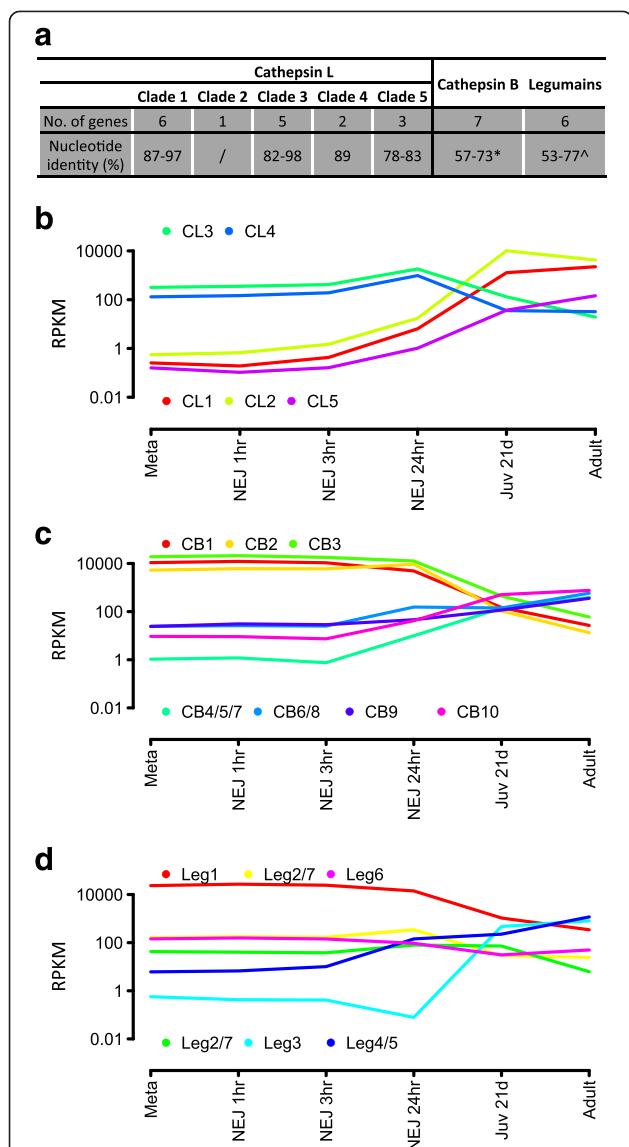 a
Cathepsin L
Cathepsin B Legumains
Clade 1 Clade 2 Clade 3 Clade 4 Clade 5
No. of genes 6 1 5 2 3 7 6
Nucleotide identity (%) 87-97 / 82-98 89 78-83 57-73* 53-77^
b
CL3 CL4
10000
100
1
0.01
RPKM
CL1 CL2 CL5
Meta
NEJ 1hr
NEJ 3hr
NEJ 24hr
Juv 21d
Adult
c
CB1 CB2 CB3
10000
100
1
0.01
RPKM
CB4/5/7 CB6/8 CB9 CB10
Meta
NEJ 1hr
NEJ 3hr
NEJ 24hr
Juv 21d
Adult
d
Leg1 Leg2/7 Leg6
10000
100
1
0.01
RPKM
Leg2/7 Leg3 Leg4/5
Meta
NEJ 1hr
NEJ 3hr
NEJ 24hr
Juv 21d
Adult